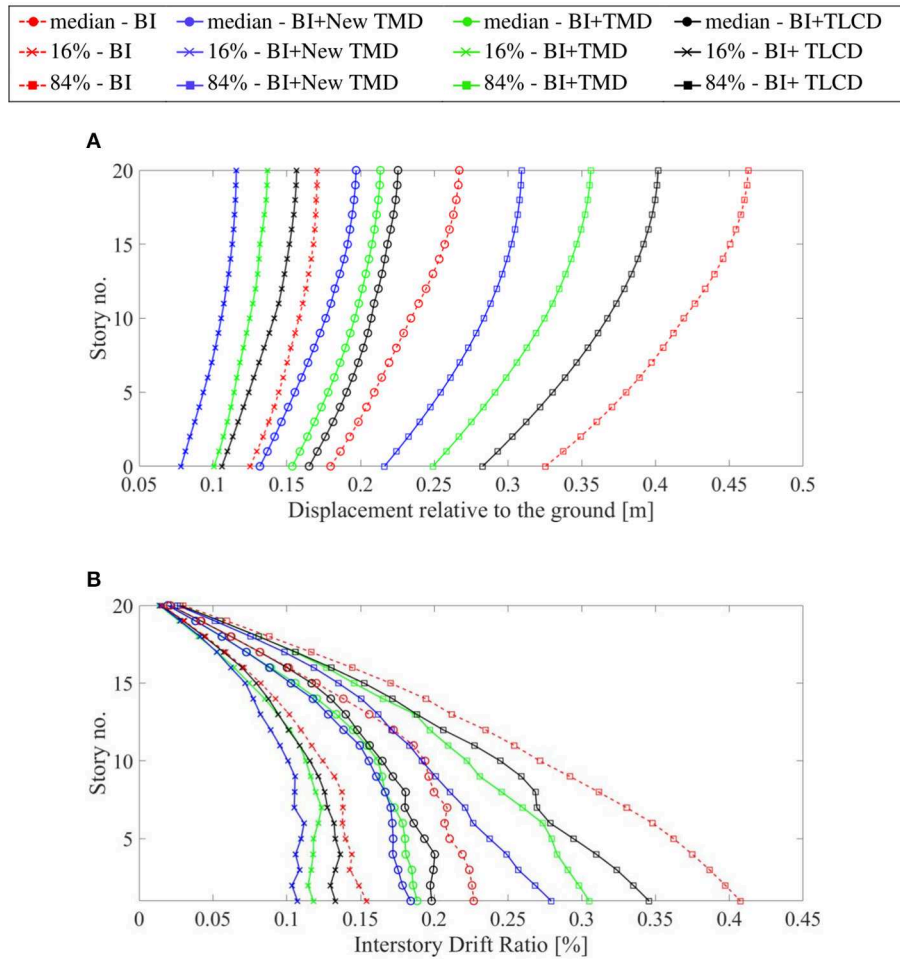 median - BI median - BI+New TMD median - BI+TMD median - BI+TLCD
16% - BI 16% - BI+New TMD 16% - BI+TMD 16% - BI+ TLCD
84% - BI 84% - BI+New TMD 84% - BI+TMD 84% - BI+ TLCD
A
20
15
10
5
0
Story no.
0 0.05 0.1 0.15 0.2 0.25 0.3 0.35 0.4 0.45 0.5
Displacement relative to the ground [m]
B
20
15
10
5
Story no.
0 0.05 0.1 0.15 0.2 0.25 0.3 0.35 0.4 0.45
Interstory Drift Ratio [%]